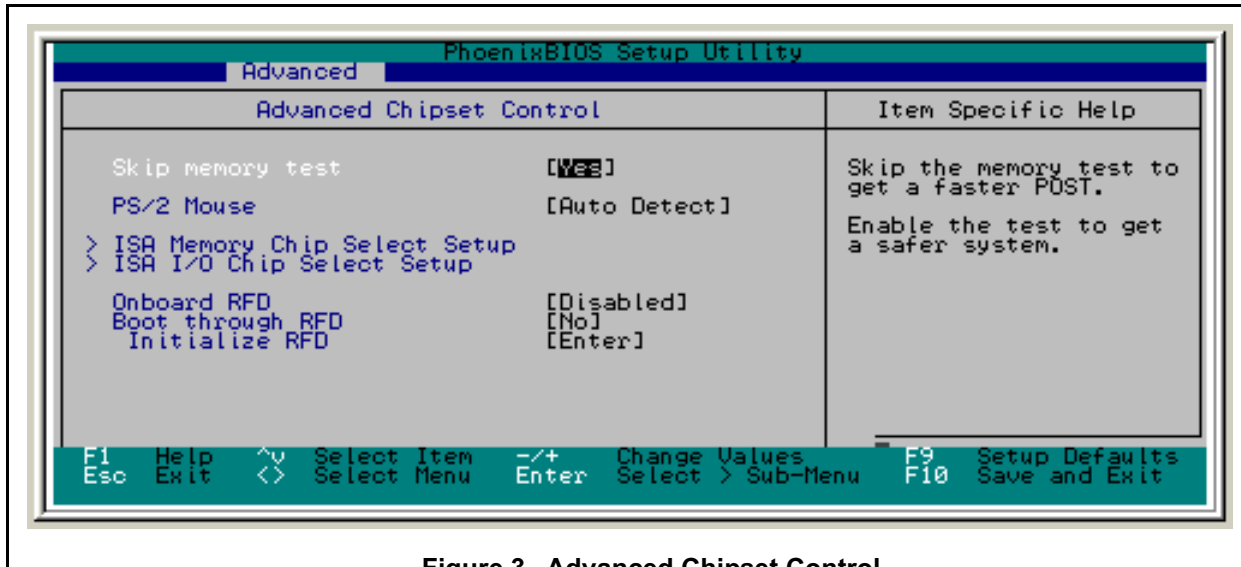 PhoenixBIOS Setup Utility
Advanced
Advanced Chipset Control
Item Specific Help
Skip memory test [Yes]
PS/2 Mouse [Auto Detect]
> ISA Memory Chip Select Setup
> ISA I/O Chip Select Setup
Onboard RFD [Disabled]
Boot through RFD [No]
Initialize RFD [Enter]
Skip the memory test to
get a faster POST.
Enable the test to get
a safer system.
F1 Help ^v Select Item -/+ Change Values F9 Setup Defaults
Esc Exit <> Select Menu Enter Select > Sub-Menu F10 Save and Exit
Figure 3. Advanced Chipset Control